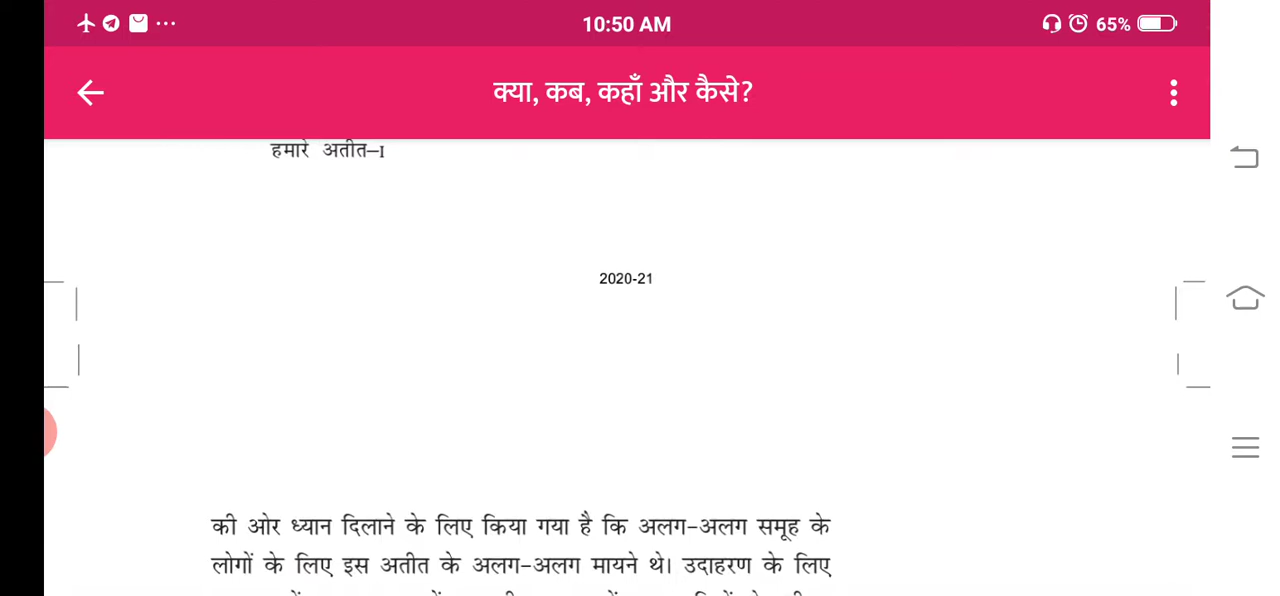 10:50 AM
65%
क्या, कब, कहाँ और कैसे?
हमारे अतीत–I
2020-21
की ओर ध्यान दिलाने के लिए किया गया है कि अलग-अलग समूह के
लोगों के लिए इस अतीत के अलग-अलग मायने थे। उदाहरण के लिए